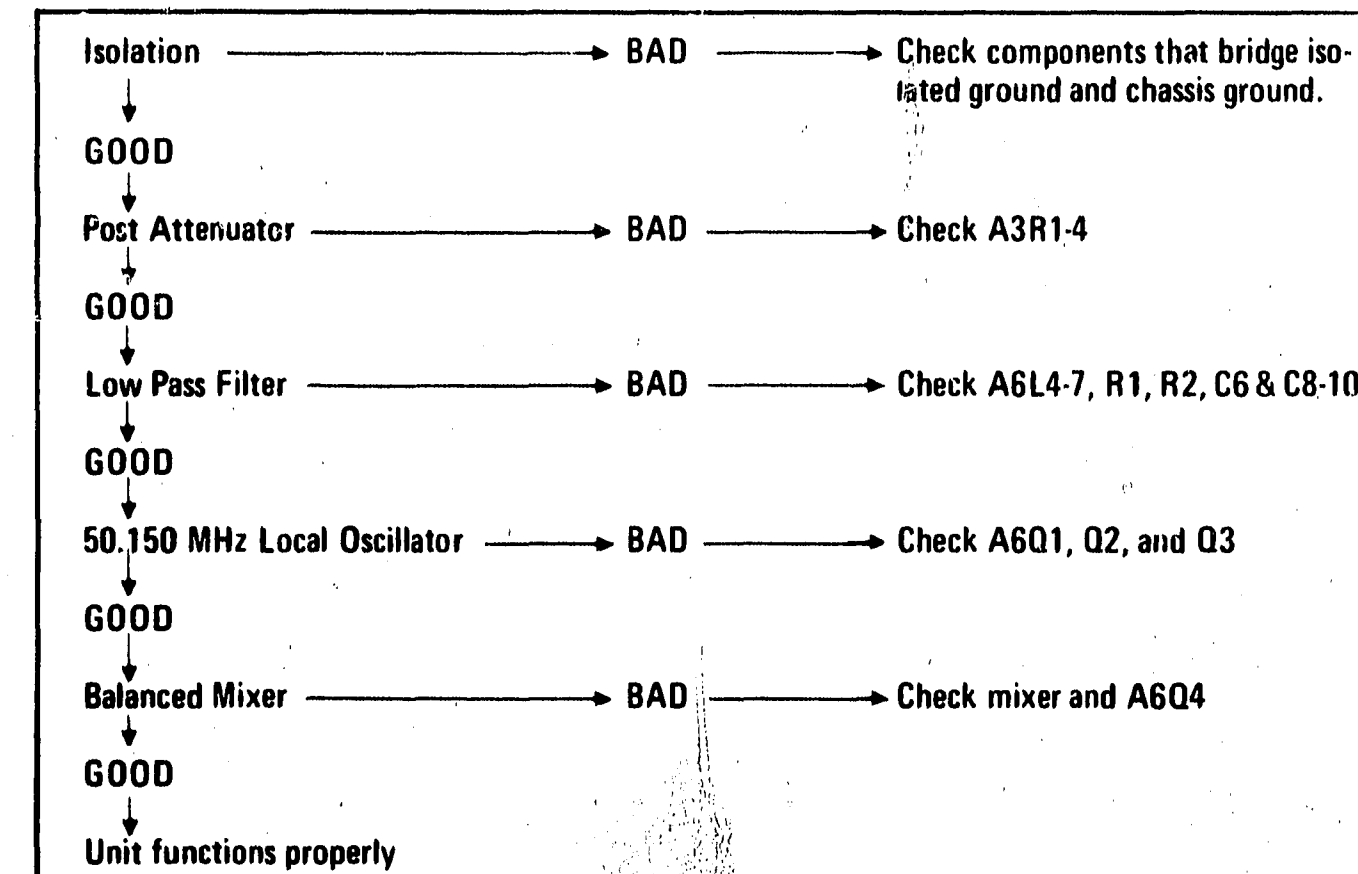 Isolation BAD Check components that bridge iso-
lated ground and chassis ground.
GOOD
Post Attenuator BAD Check A3R1-4
GOOD
Low Pass Filter BAD Check A6L4-7, R1, R2, C6 & C8-10
GOOD
50.150 MHz Local Oscillator BAD Check A6Q1, Q2, and Q3
GOOD
Balanced Mixer BAD Check mixer and A6Q4
GOOD
Unit functions properly